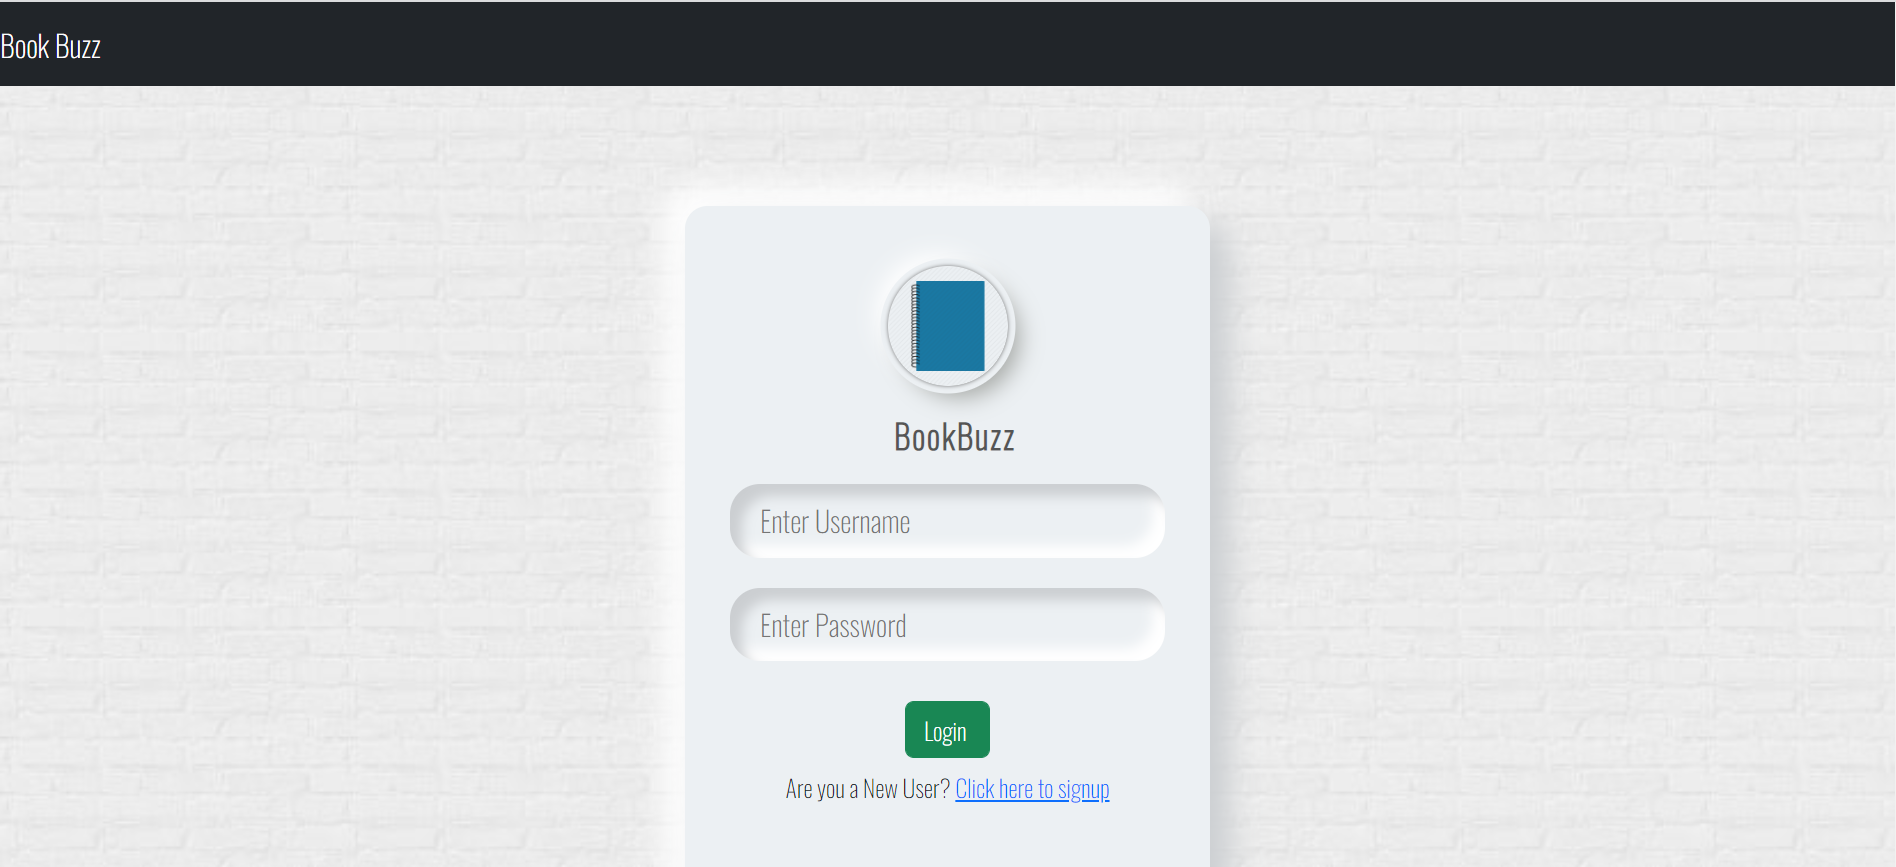 Book Buzz
BookBuzz
Enter Username
Enter Password
Login
Are you a New User? Click here to signup